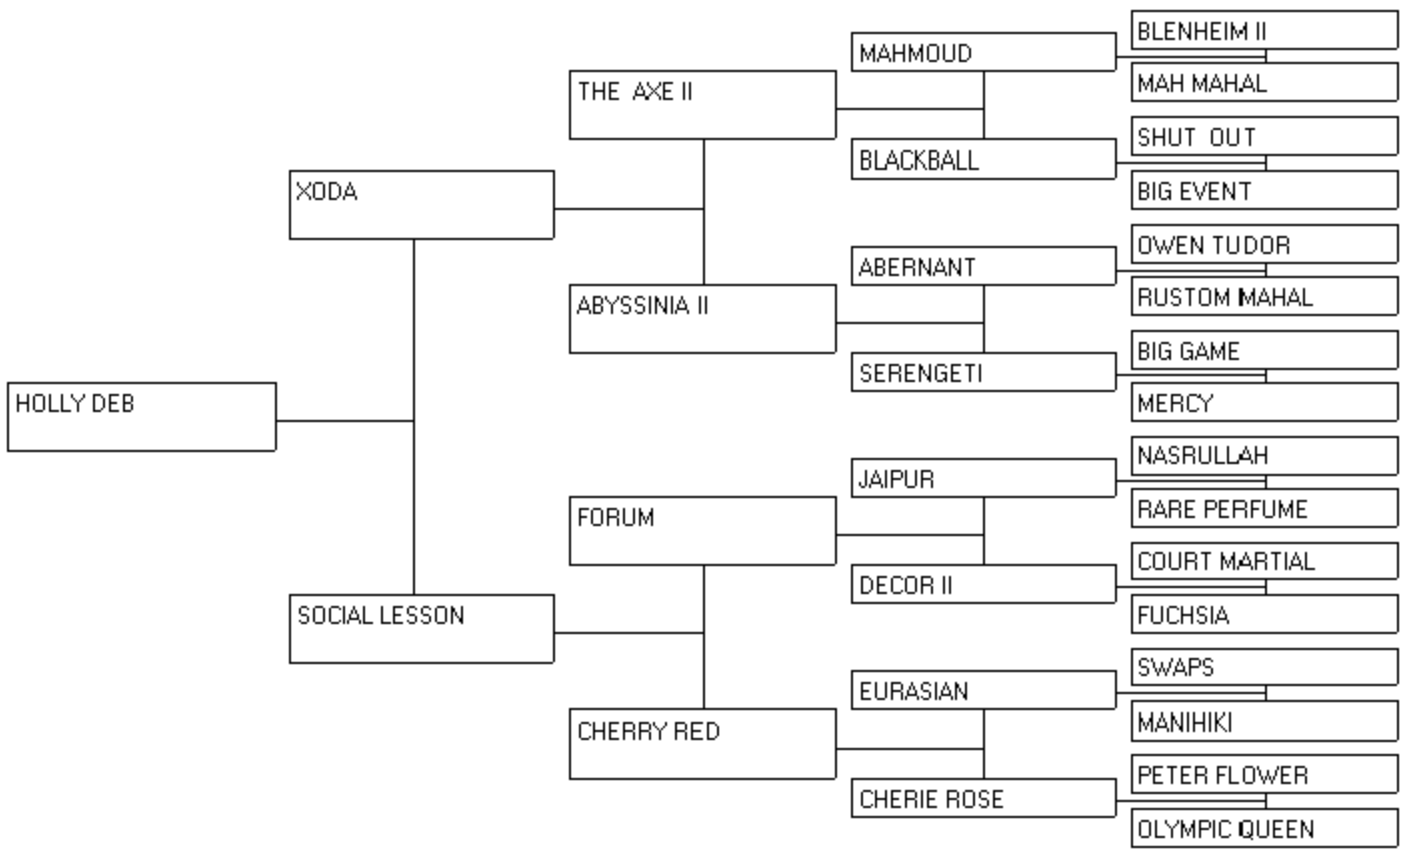 BLENHEIM II
MAHMOUD
MAH MAHAL
THE AXE II
SHUT OUT
BLACKBALL
BIG EVENT
XODA
OWEN TUDOR
ABERNANT
RUSTOM MAHAL
ABYSSINIA II
BIG GAME
SERENGETI
MERCY
HOLLY DEB
NASRULLAH
JAIPUR
RARE PERFUME
FORUM
COURT MARTIAL
DECOR II
FUCHSIA
SOCIAL LESSON
SWAPS
EURASIAN
MANIHIKI
CHERRY RED
PETER FLOWER
CHERIE ROSE
OLYMPIC QUEEN